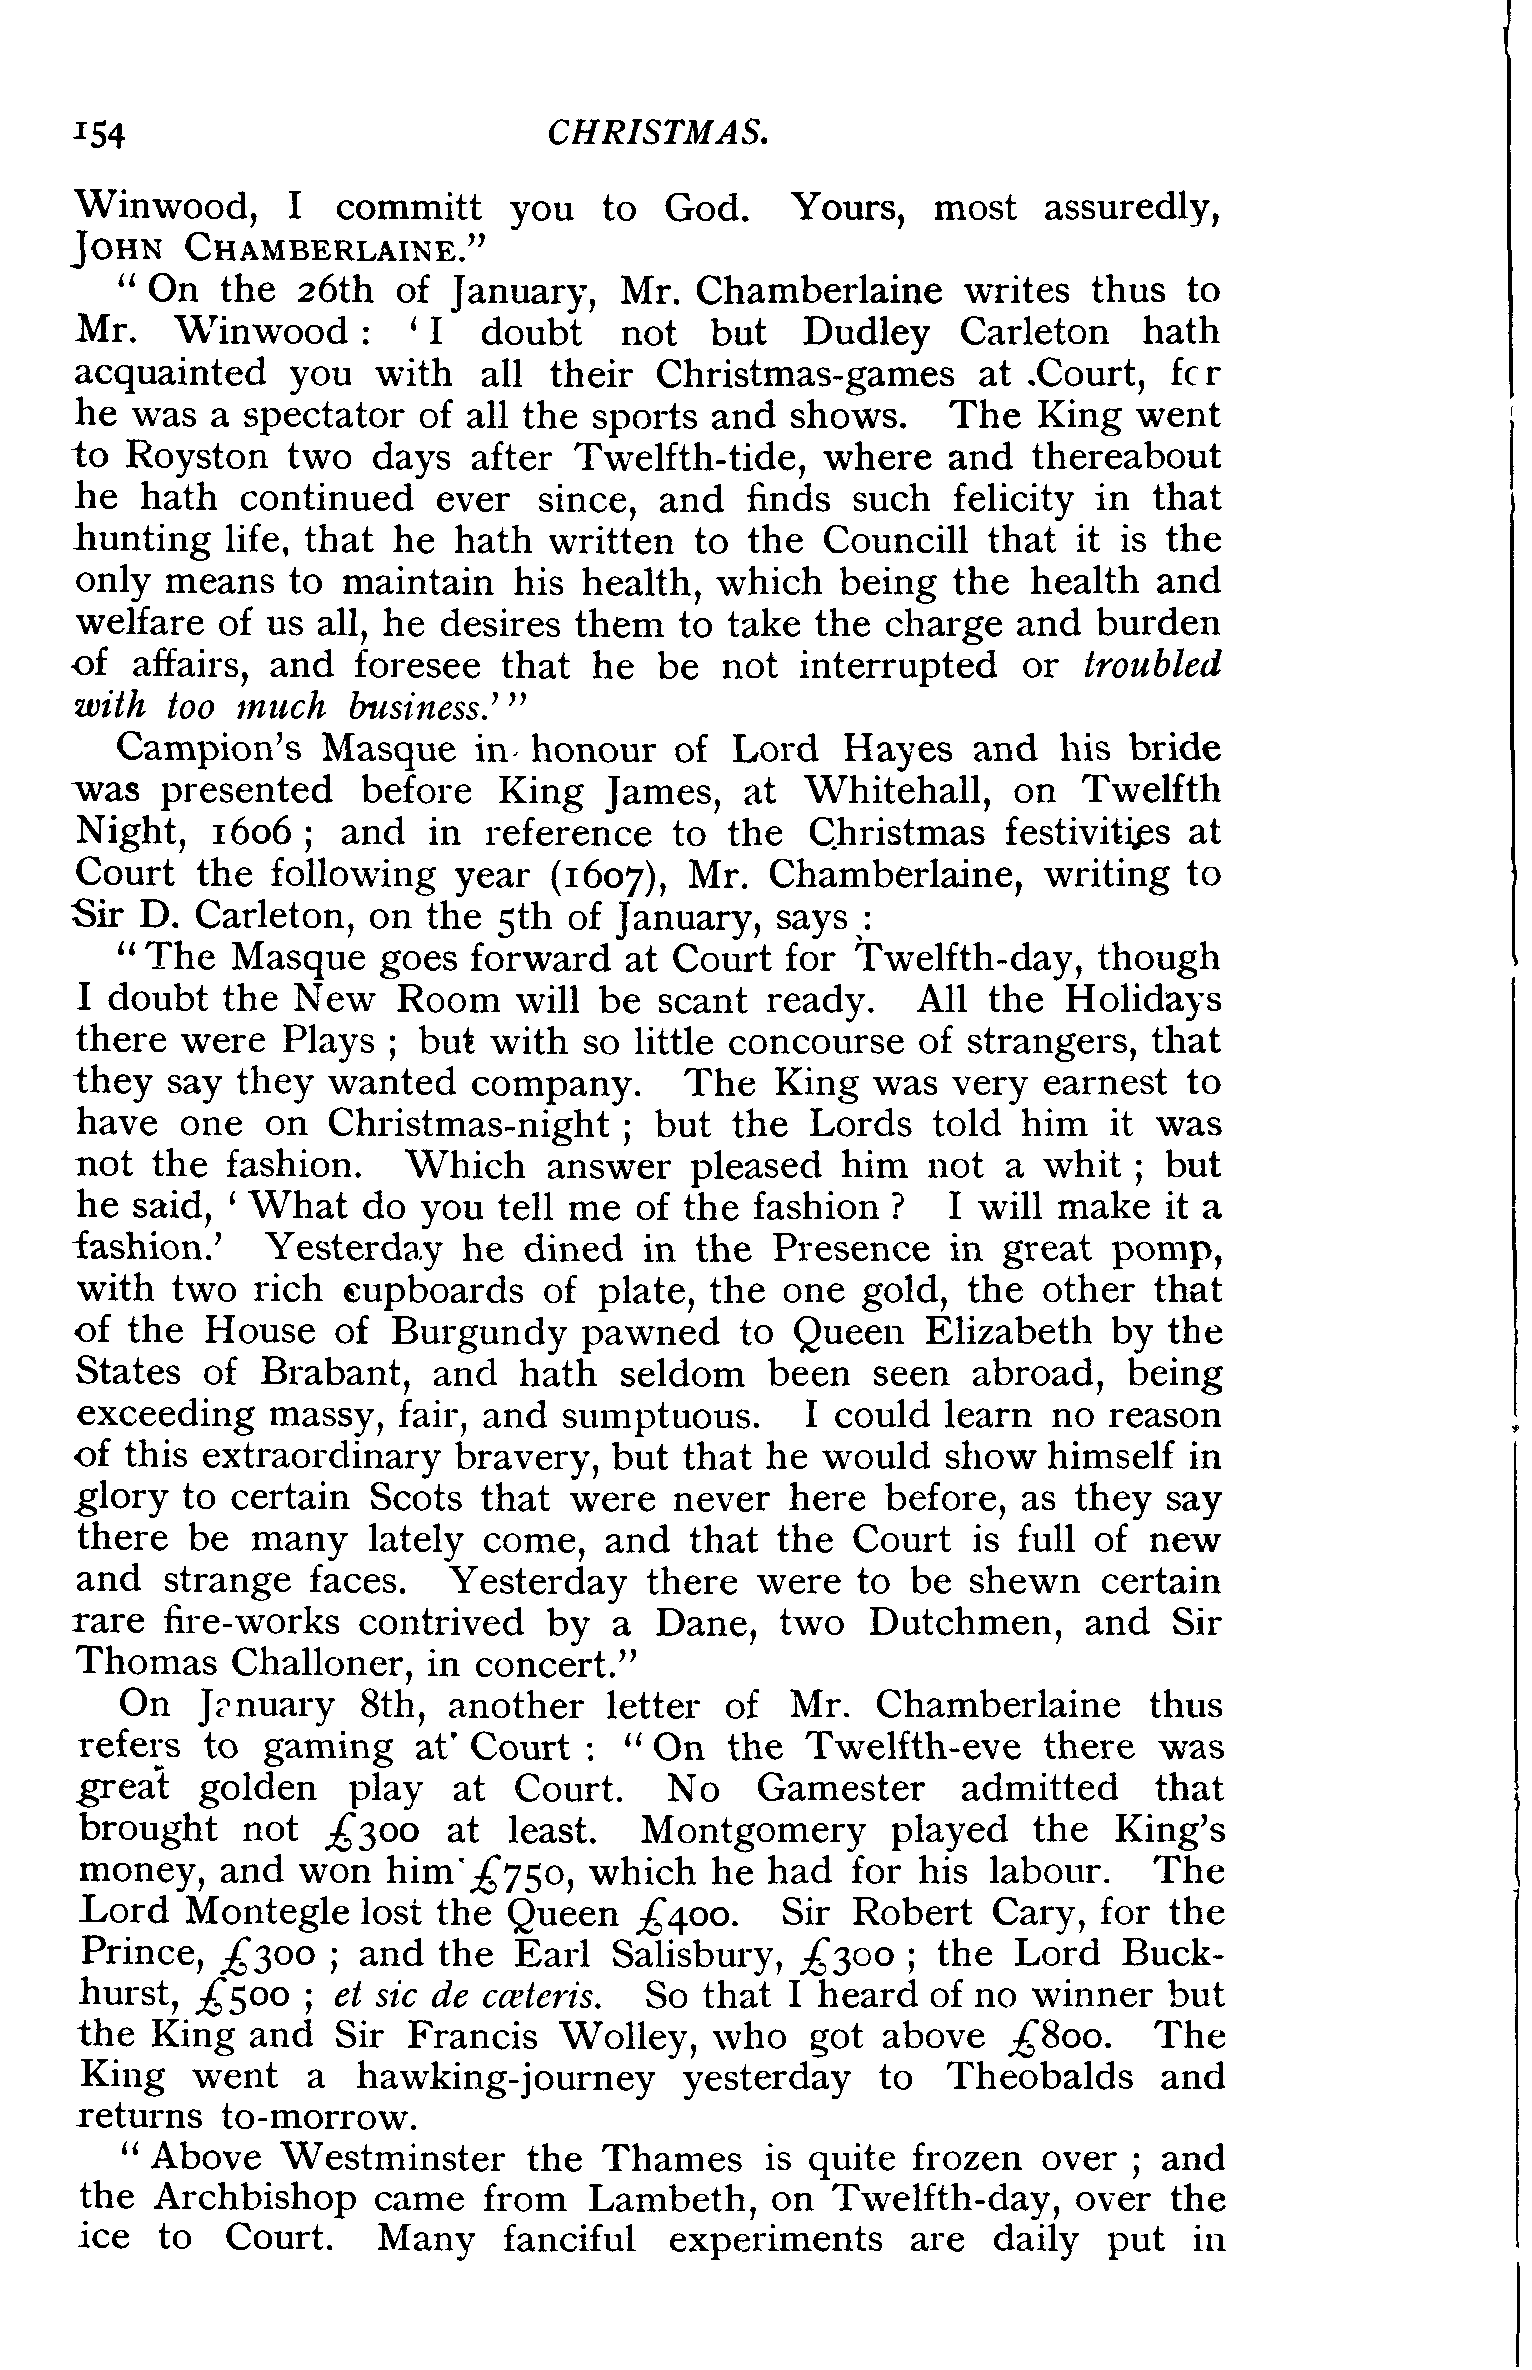 154 CHRISTMAS.
Winwood, I committ you to God. Yours, most assuredly,
JOHN CHAMBERLAINE.”
“ On the 26th of January, Mr. Chamberlaine writes thus to
Mr. Winwood : ‘ I doubt not but Dudley Carleton hath
acquainted you with all their Christmas-games at Court, for
he was a spectator of all the sports and shows. The King went
to Royston two days after Twelfth-tide, where and thereabout
he hath continued ever since, and finds such felicity in that
hunting life, that he hath written to the Councill that it is the
only means to maintain his health, which being the health and
welfare of us all, he desires them to take the charge and burden
of affairs, and foresee that he be not interrupted or troubled
with too much business.’ ”
Campion’s Masque in honour of Lord Hayes and his bride
was presented before King James, at Whitehall, on Twelfth
Night, 1606 ; and in reference to the Christmas festivities at
Court the following year (1607), Mr. Chamberlaine, writing to
Sir D. Carleton, on the 5th of January, says :
“ The Masque goes forward at Court for Twelfth-day, though
I doubt the New Room will be scant ready. All the Holidays
there were Plays ; but with so little concourse of strangers, that
they say they wanted company. The King was very earnest to
have one on Christmas-night ; but the Lords told him it was
not the fashion. Which answer pleased him not a whit ; but
he said, ‘ What do you tell me of the fashion ? I will make it a
fashion.’ Yesterday he dined in the Presence in great pomp,
with two rich cupboards of plate, the one gold, the other that
of the House of Burgundy pawned to Queen Elizabeth by the
States of Brabant, and hath seldom been seen abroad, being
exceeding massy, fair, and sumptuous. I could learn no reason
of this extraordinary bravery, but that he would show himself in
glory to certain Scots that were never here before, as they say
there be many lately come, and that the Court is full of new
and strange faces. Yesterday there were to be shewn certain
rare fire-works contrived by a Dane, two Dutchmen, and Sir
Thomas Challoner, in concert.”
On January 8th, another letter of Mr. Chamberlaine thus
refers to gaming at Court : “ On the Twelfth-eve there was
great golden play at Court. No Gamester admitted that
brought not £300 at least. Montgomery played the King’s
money, and won him £750, which he had for his labour. The
Lord Montegle lost the Queen £400. Sir Robert Cary, for the
Prince, £300 ; and the Earl Salisbury, £300 ; the Lord Buck-
hurst, £500 ; et sic de cæteris. So that I heard of no winner but
the King and Sir Francis Wolley, who got above £800. The
King went a hawking-journey yesterday to Theobalds and
returns to-morrow.
“ Above Westminster the Thames is quite frozen over ; and
the Archbishop came from Lambeth, on Twelfth-day, over the
ice to Court. Many fanciful experiments are daily put in